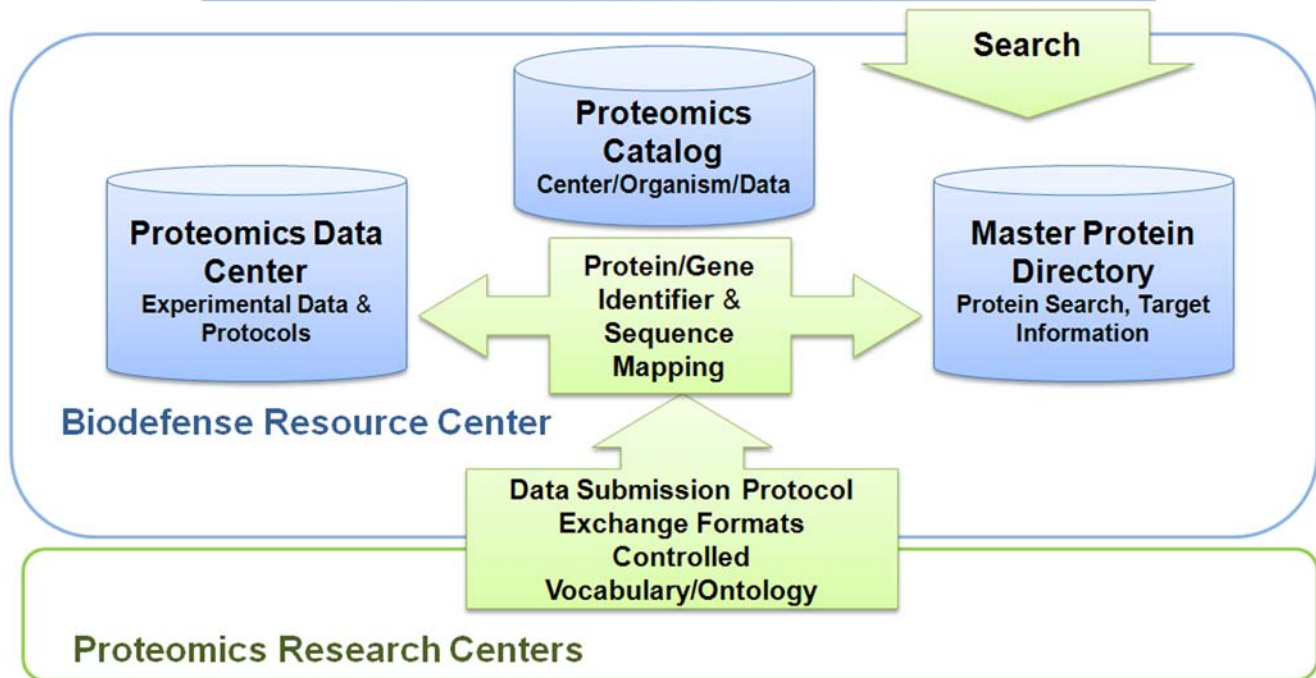 Search
Proteomics
Catalog
Center/Organism/Data
Proteomics Data
Center
Experimental Data &
Protocols
Protein/Gene
Identifier &
Sequence
Mapping
Master Protein
Directory
Protein Search, Target
Information
Biodefense Resource Center
Data Submission Protocol
Exchange Formats
Controlled
Vocabulary/Ontology
Proteomics Research Centers